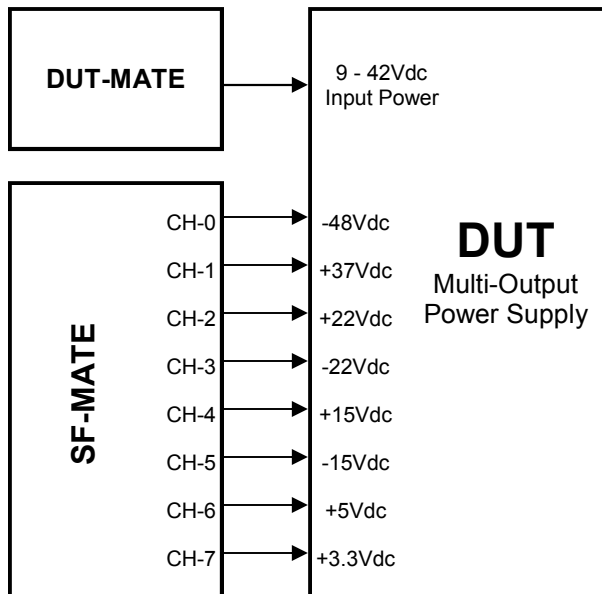 DUT-MATE
9 - 42Vdc
Input Power
SF-MATE
CH-0
-48Vdc
CH-1
+37Vdc
CH-2
+22Vdc
CH-3
-22Vdc
CH-4
+15Vdc
CH-5
-15Vdc
CH-6
+5Vdc
CH-7
+3.3Vdc
DUT
Multi-Output
Power Supply